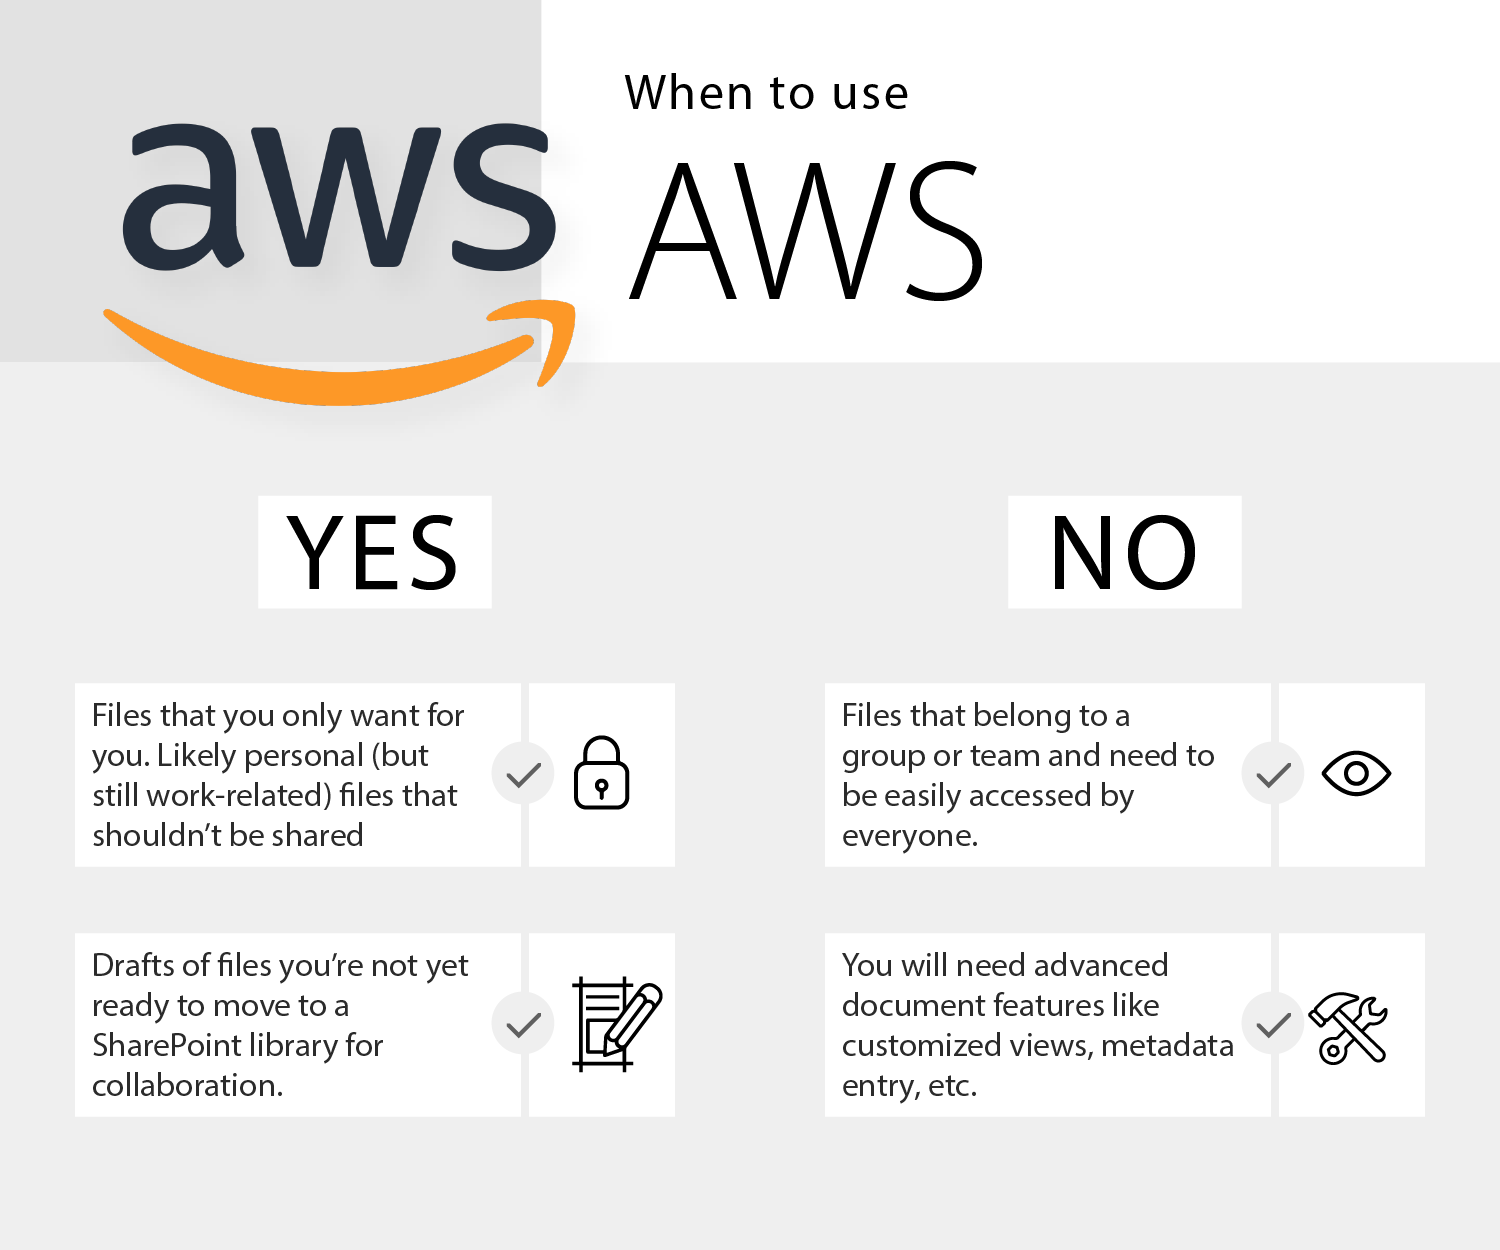 aws
When to use
AWS
YES
Files that you only want for
you. Likely personal (but
still work-related) files that
shouldn’t be shared
Drafts of files you’re not yet
ready to move to a
SharePoint library for
collaboration.
NO
Files that belong to a
group or team and need to
be easily accessed by
everyone.
You will need advanced
document features like
customized views, metadata
entry, etc.